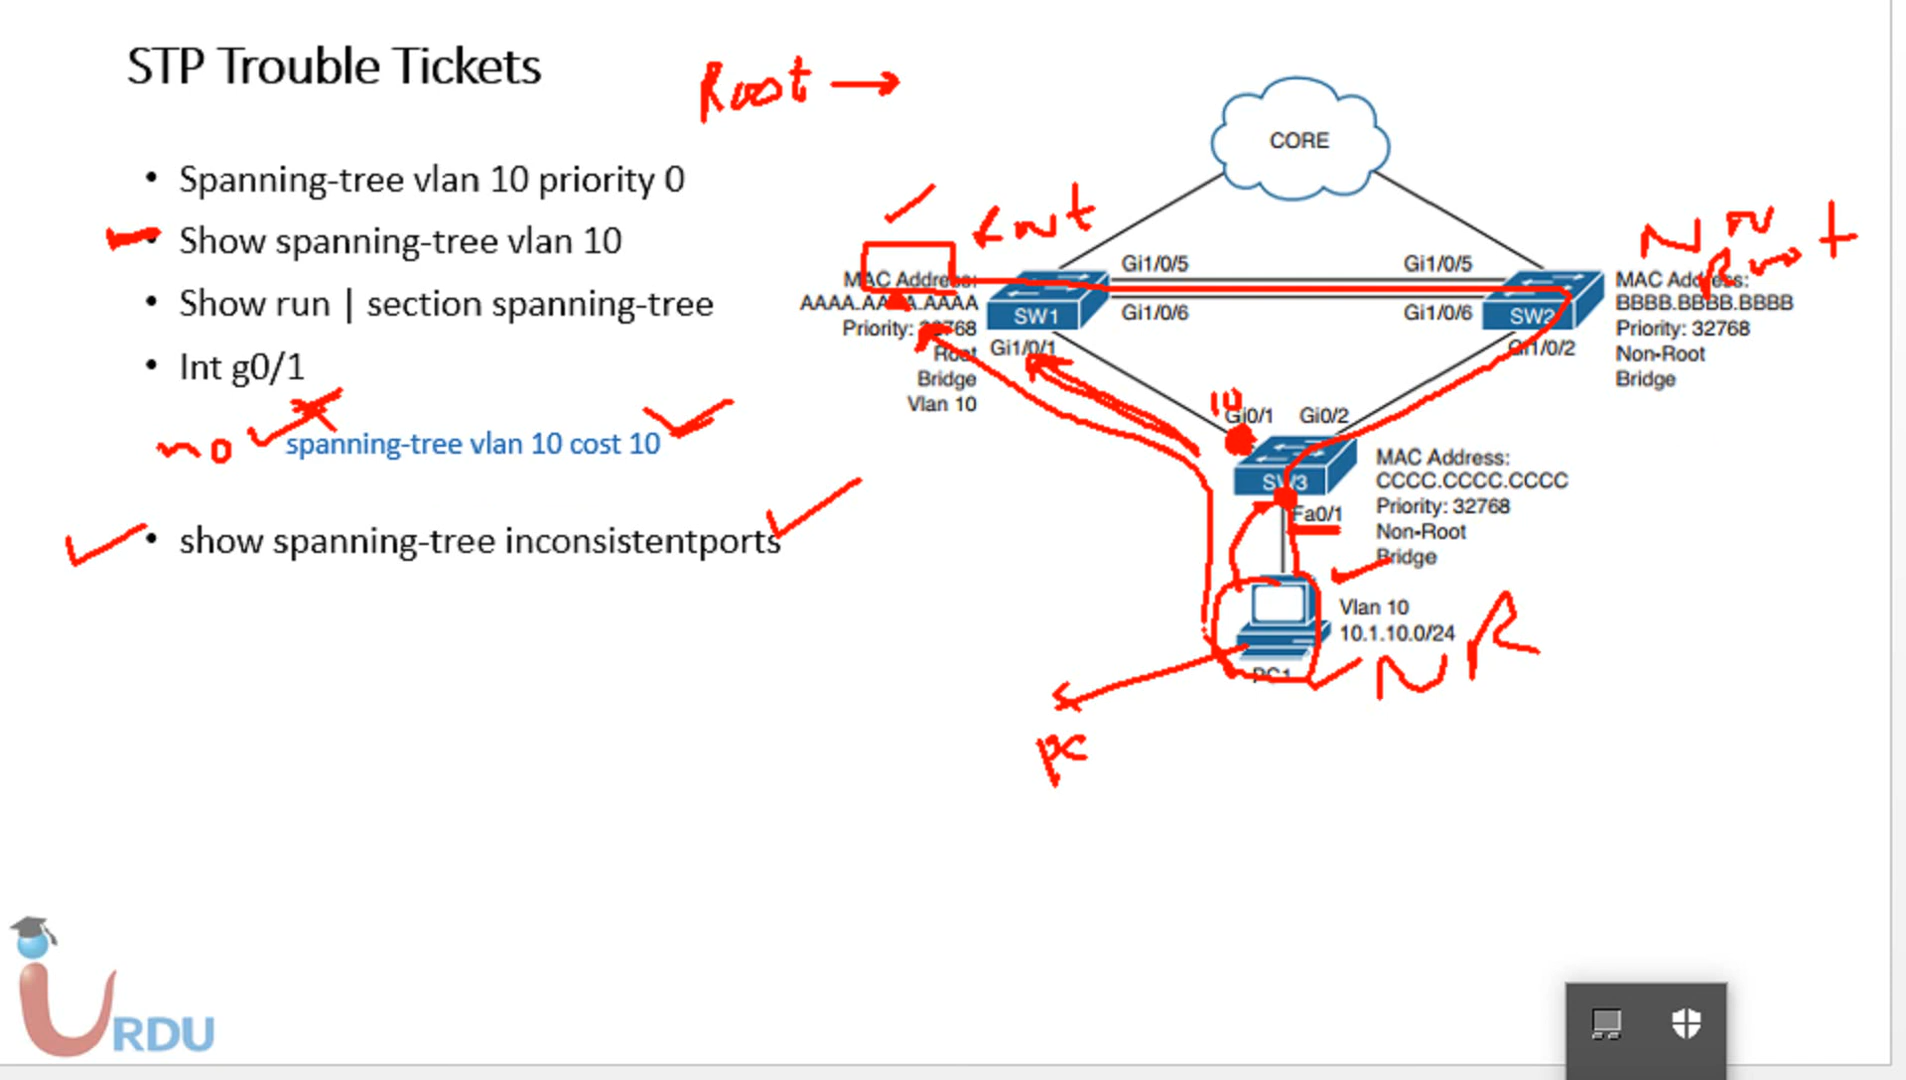 STP Trouble Tickets
Root →
• Spanning-tree vlan 10 priority 0
• Show spanning-tree vlan 10
• Show run | section spanning-tree
• Int g0/1
no
spanning-tree vlan 10 cost 10
• show spanning-tree inconsistentports
CORE
Non
Root
Gi1/0/5
Gi1/0/5
MAC Address:
AAAA.AAAA.AAAA
Priority: 32768
Root
Bridge
Vlan 10
SW1
Gi1/0/6
Gi1/0/6
Gi1/0/1
SW2
Gi1/0/2
MAC Address:
BBBB.BBBB.BBBB
Priority: 32768
Non-Root
Bridge
10
Gi0/1
Gi0/2
SW3
Fa0/1
MAC Address:
CCCC.CCCC.CCCC
Priority: 32768
Non-Root
Bridge
Vlan 10
10.1.10.0/24
PC1
NR
PC
URDU